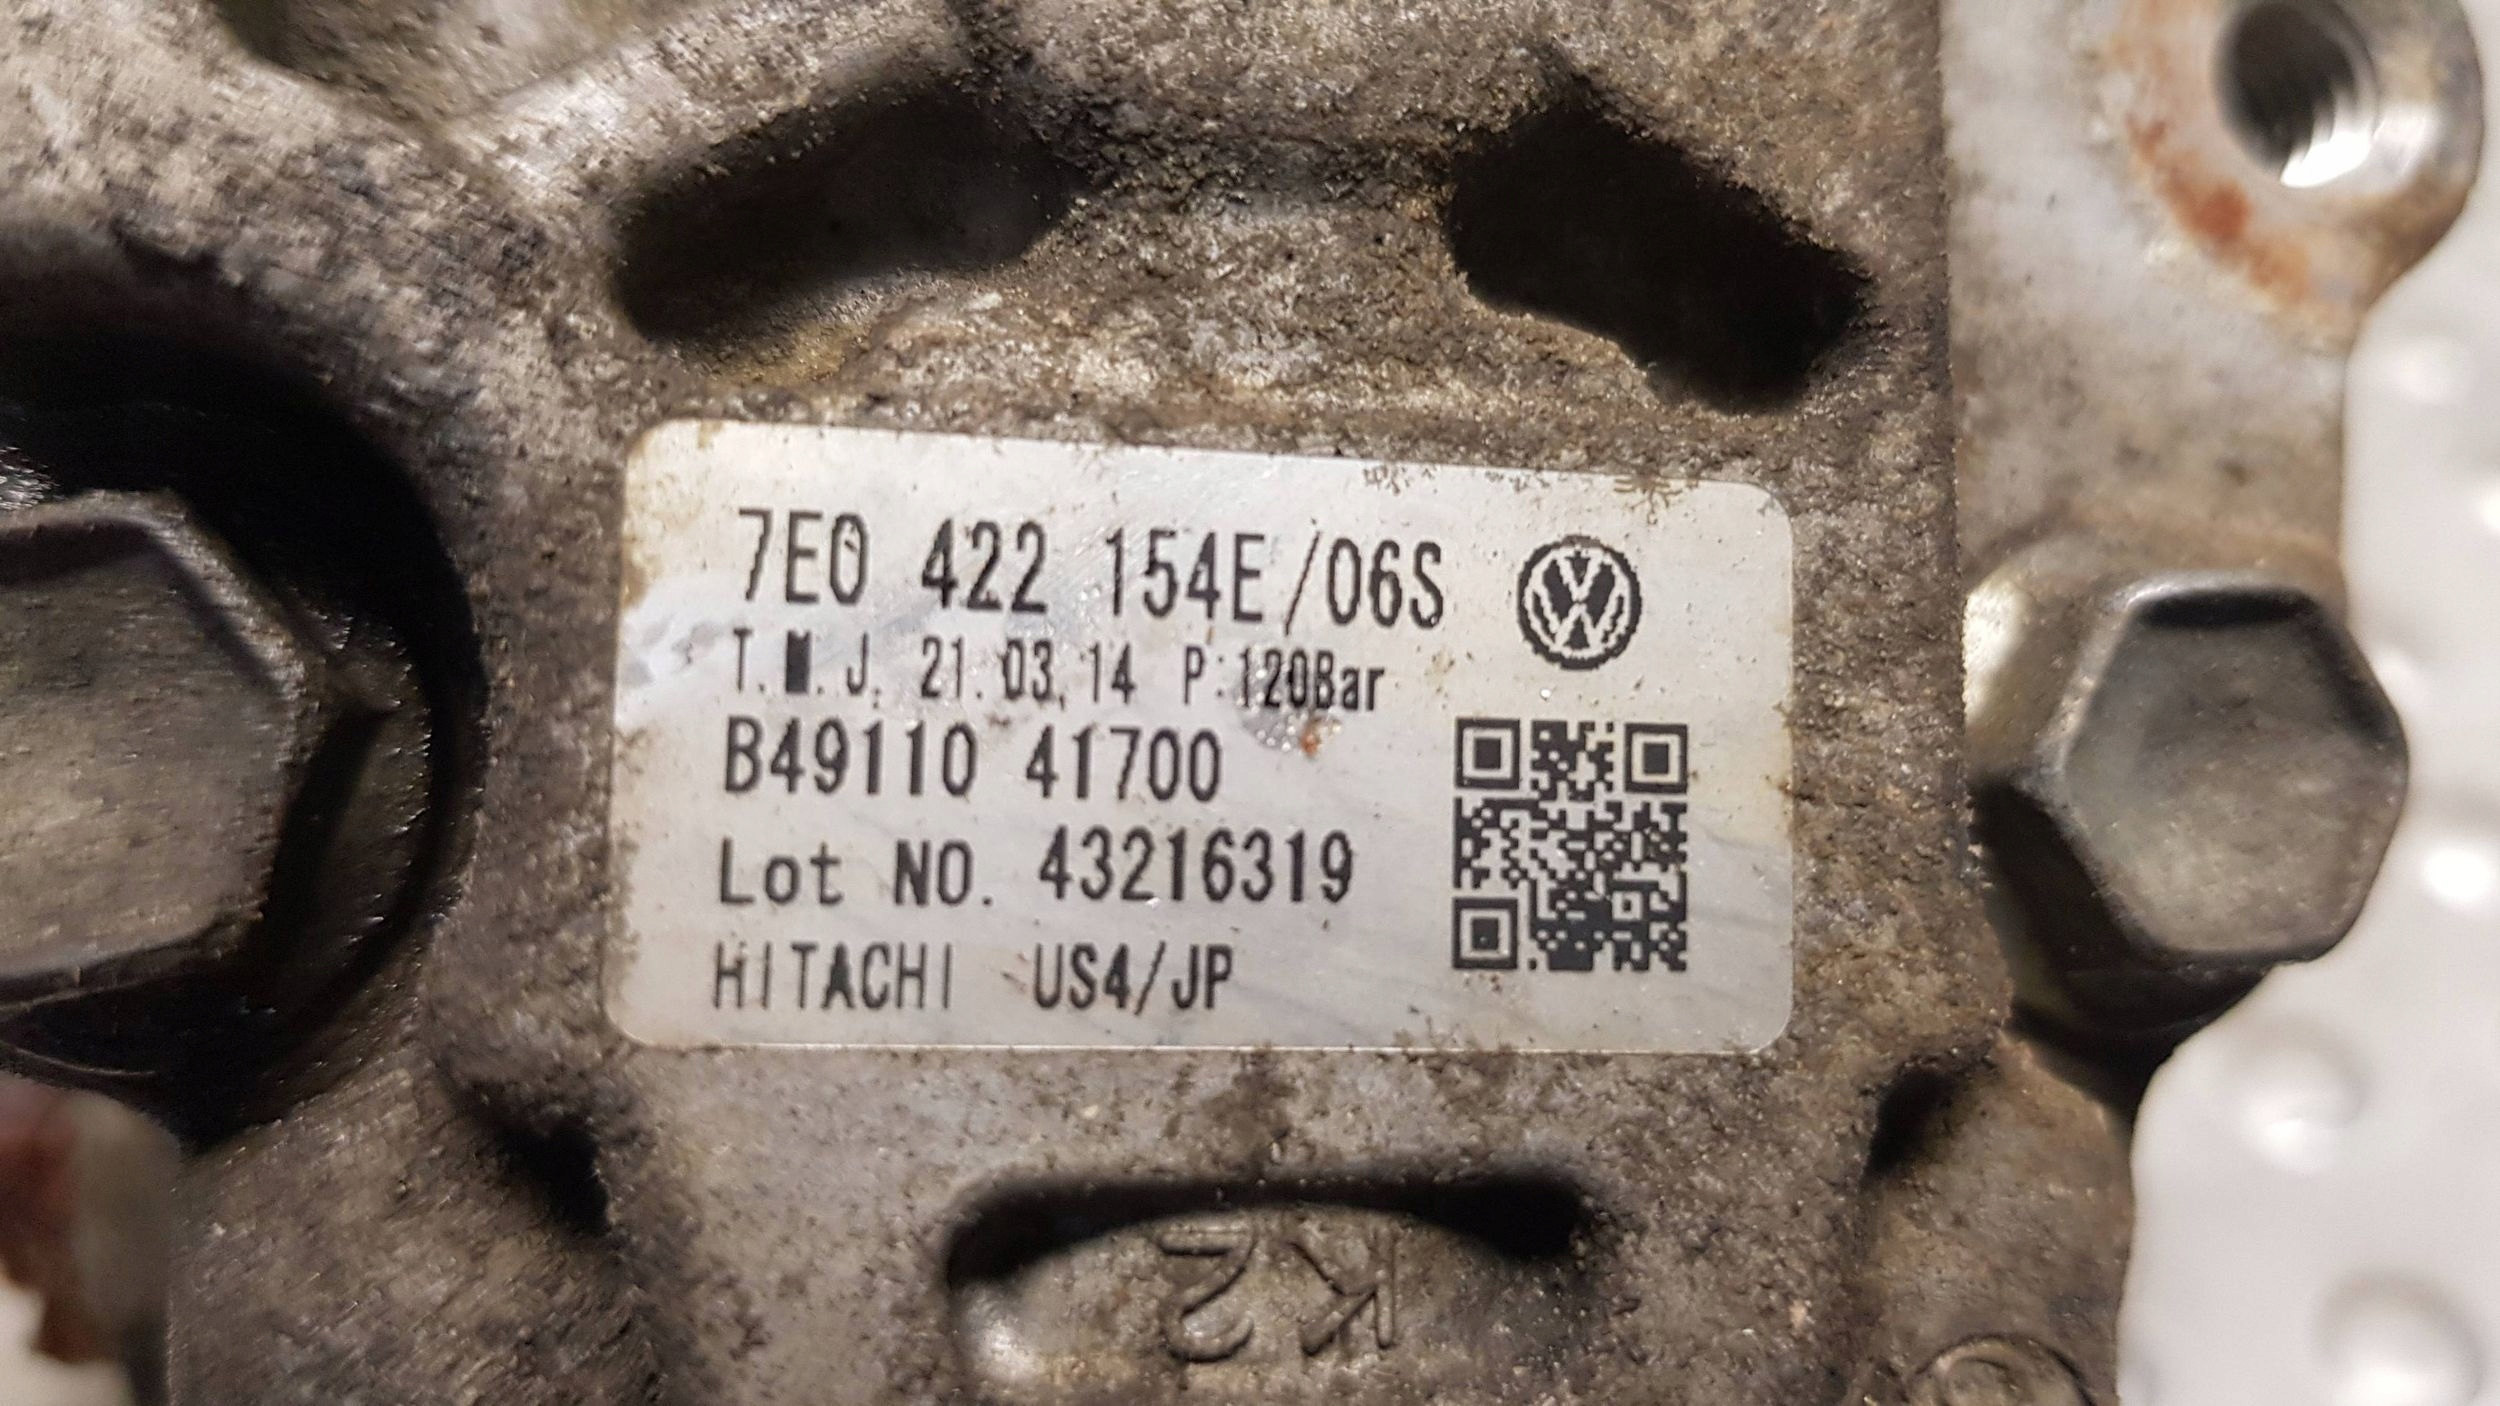 7E0 422 154E/06S
T.M.J. 21.03.14 P:120Bar
B49110 41700
Lot NO. 43216319
HITACHI US4/JP
K2